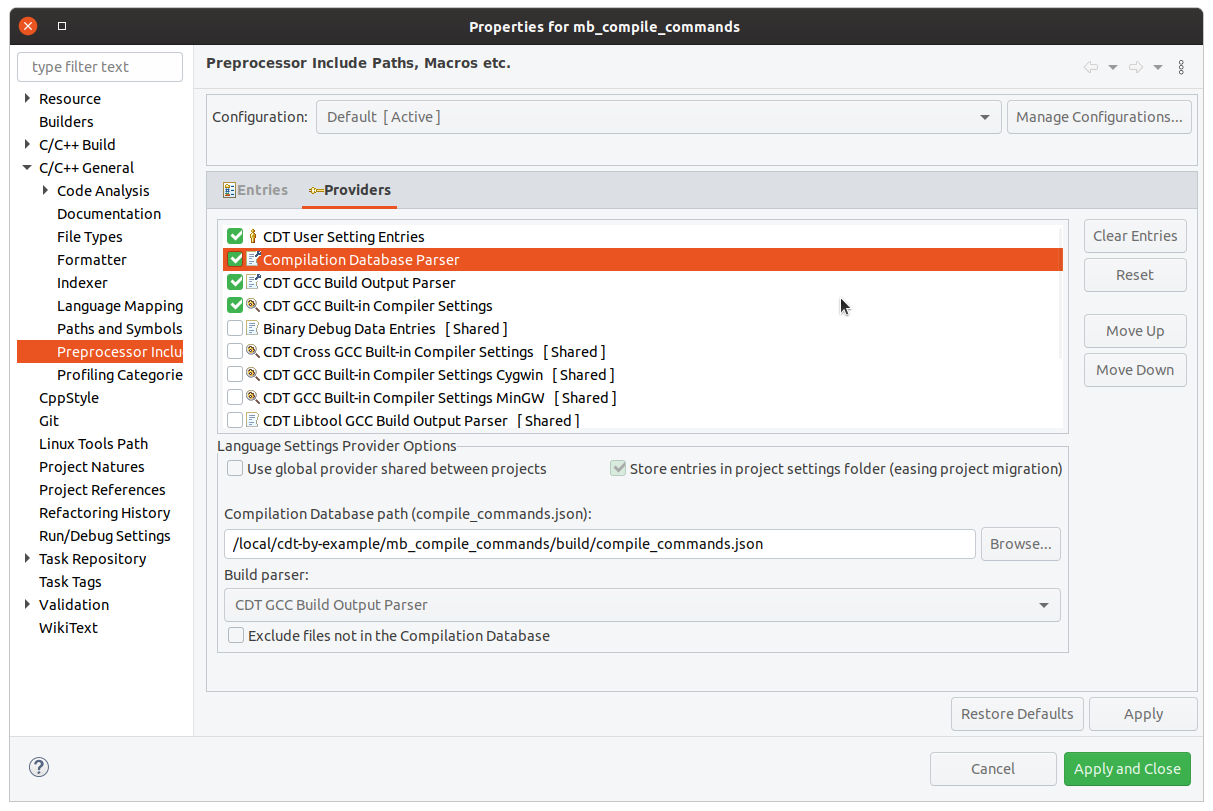 Properties for mb_compile_commands
type filter text
Resource
Builders
C/C++ Build
C/C++ General
Code Analysis
Documentation
File Types
Formatter
Indexer
Language Mapping
Paths and Symbols
Preprocessor Inclu
Profiling Categorie
CppStyle
Git
Linux Tools Path
Project Natures
Project References
Refactoring History
Run/Debug Settings
Task Repository
Task Tags
Validation
WikiText
Preprocessor Include Paths, Macros etc.
Configuration: Default [ Active ] Manage Configurations...
Entries Providers
CDT User Setting Entries
Compilation Database Parser
CDT GCC Build Output Parser
CDT GCC Built-in Compiler Settings
Binary Debug Data Entries [ Shared ]
CDT Cross GCC Built-in Compiler Settings [ Shared ]
CDT GCC Built-in Compiler Settings Cygwin [ Shared ]
CDT GCC Built-in Compiler Settings MinGW [ Shared ]
CDT Libtool GCC Build Output Parser [ Shared ]
Clear Entries
Reset
Move Up
Move Down
Language Settings Provider Options
Use global provider shared between projects Store entries in project settings folder (easing project migration)
Compilation Database path (compile_commands.json):
/local/cdt-by-example/mb_compile_commands/build/compile_commands.json Browse...
Build parser:
CDT GCC Build Output Parser
Exclude files not in the Compilation Database
Restore Defaults Apply
? Cancel Apply and Close